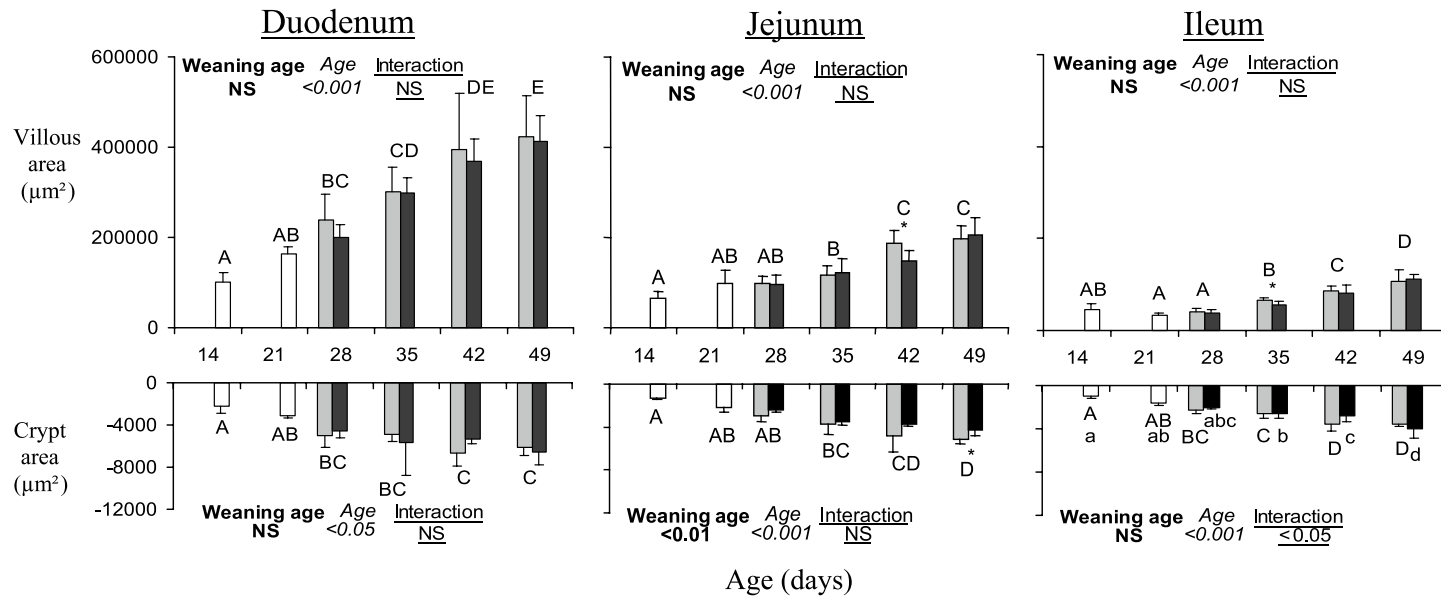 Duodenum
Jejunum
Ileum
600000
400000
200000
0
Villous
area
(µm²)
Weaning age Age Interaction
NS <0.001 NS
A AB BC CD DE E
Weaning age Age Interaction
NS <0.001 NS
A AB AB B C * C
Weaning age Age Interaction
NS <0.001 NS
AB A A B * C D
14 21 28 35 42 49
14 21 28 35 42 49
14 21 28 35 42 49
0
-4000
-8000
-12000
Crypt
area
(µm²)
A AB BC BC C C
Weaning age Age Interaction
NS <0.05 NS
A AB AB BC CD * D
Weaning age Age Interaction
<0.01 <0.001 NS
A AB BC abc C b D c D d
a ab
Weaning age Age Interaction
NS <0.001 <0.05
Age (days)